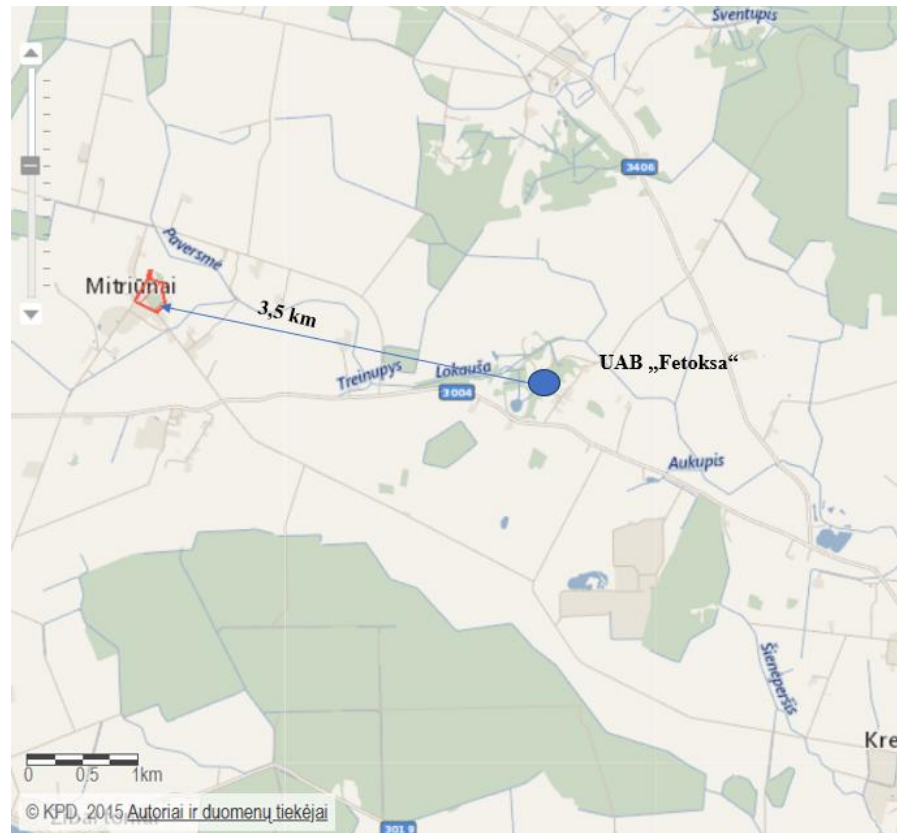 Šventupis
3406
Paversmė
Mitriūnai
3,5 km
UAB „Fetoksa“
Treinupys
Lokauša
3004
Aukupis
Šieneperšis
Kre
0 0,5 1km
© KPD, 2015 Autoriai ir duomenų tiekėjai
3019